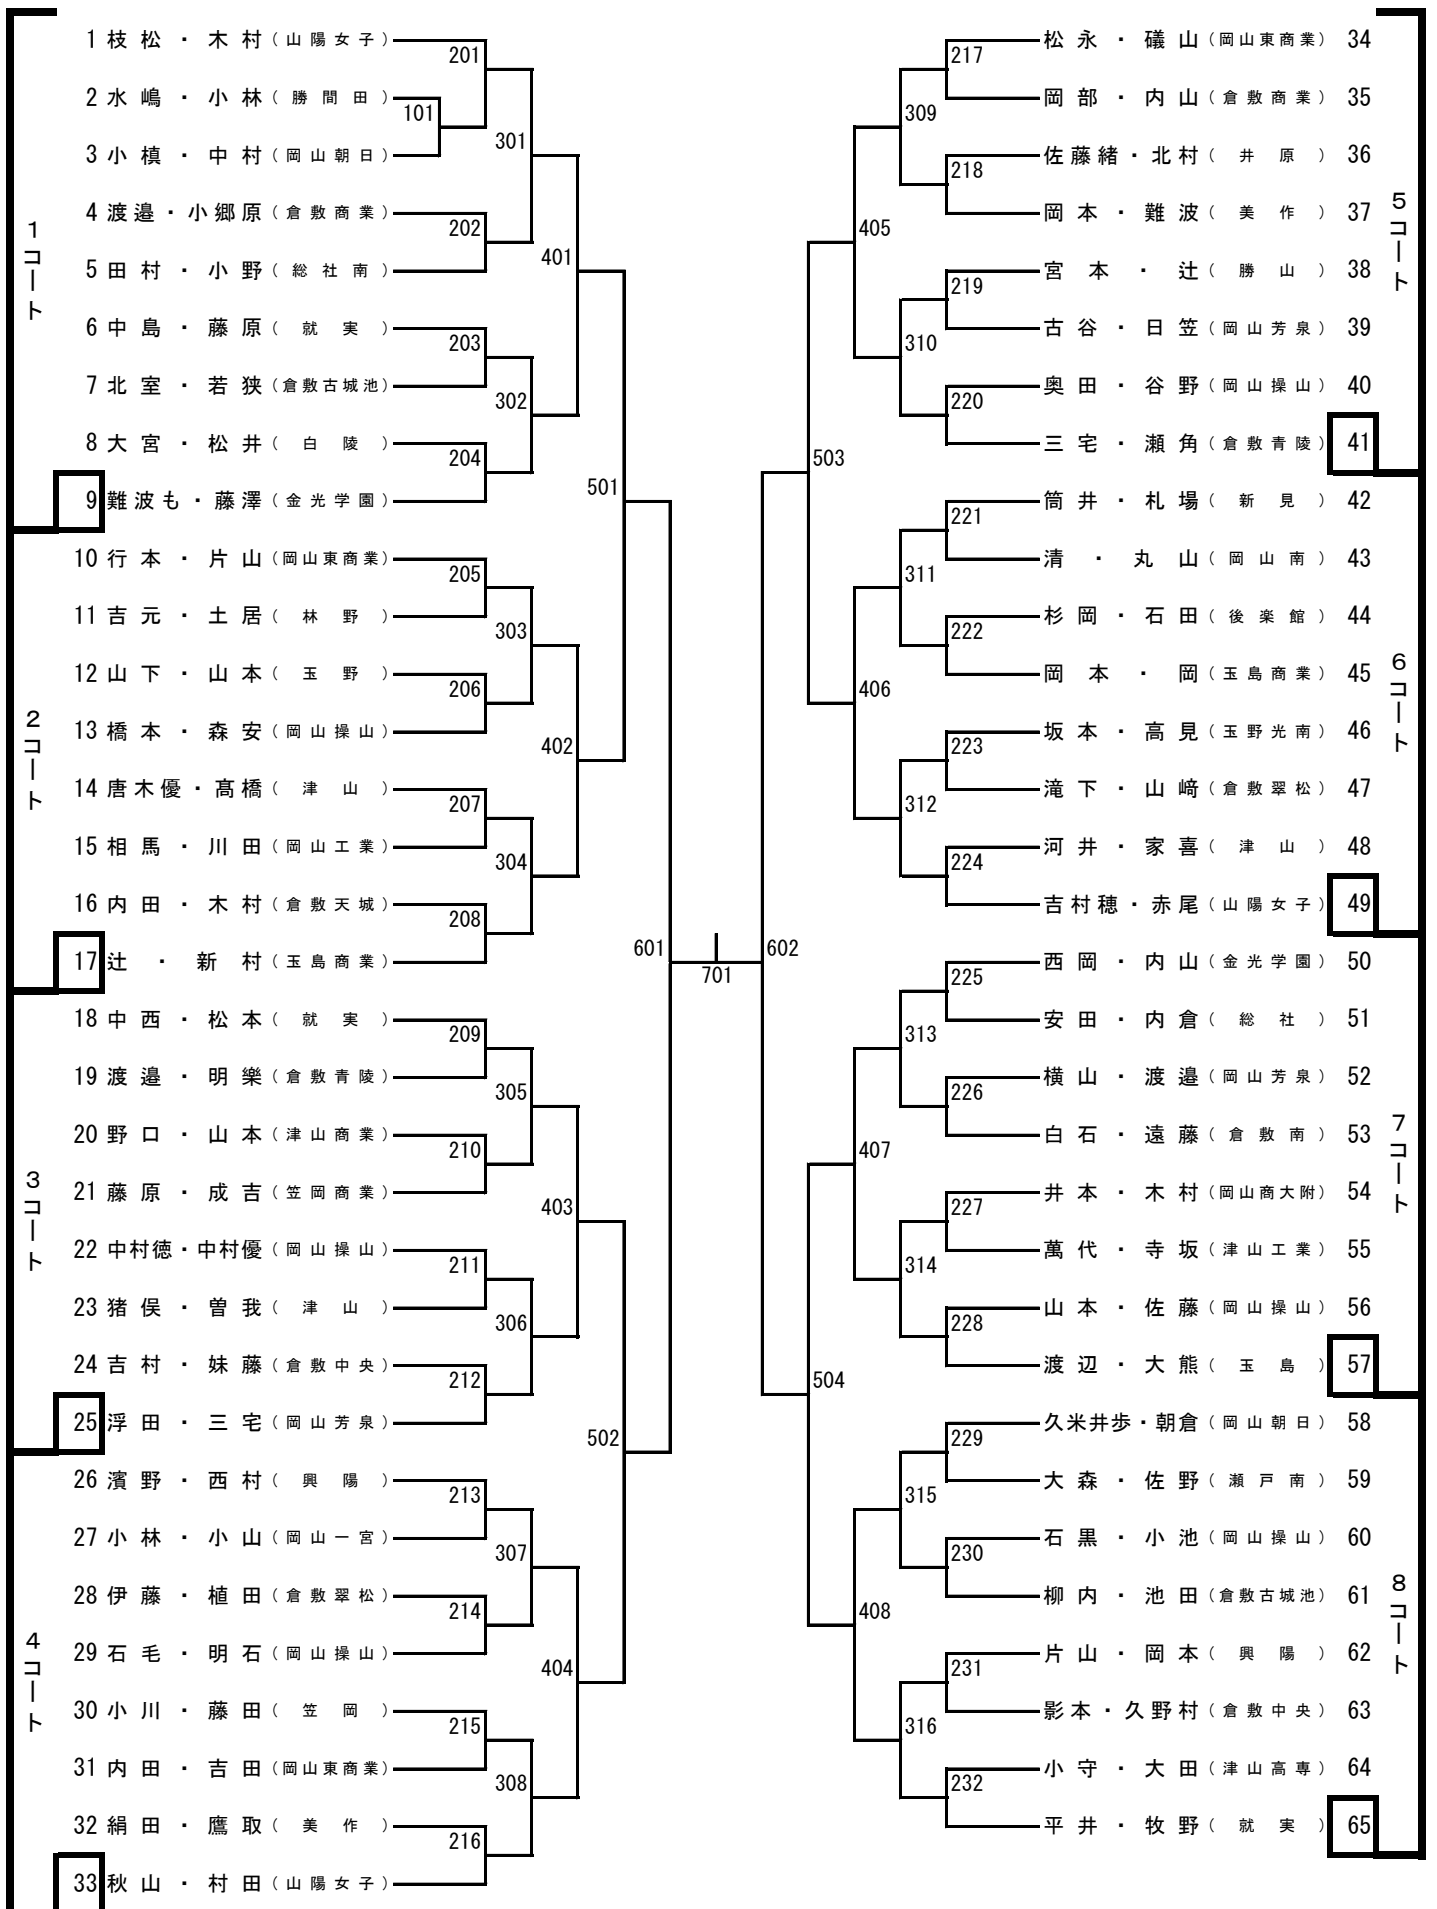 1 枝松・木村(山陽女子)
2 水嶋・小林(勝間田)
3 小槙・中村(岡山朝日)
4 渡邉・小郷原(倉敷商業)
5 田村・小野(総社南)
6 中島・藤原(就実)
7 北室・若狭(倉敷古城池)
8 大宮・松井(白陵)
9 難波も・藤澤(金光学園)
1コート
10 行本・片山(岡山東商業)
11 吉元・土居(林野)
12 山下・山本(玉野)
13 橋本・森安(岡山操山)
14 唐木優・髙橋(津山)
15 相馬・川田(岡山工業)
16 内田・木村(倉敷天城)
17 辻・新村(玉島商業)
2コート
18 中西・松本(就実)
19 渡邉・明樂(倉敷青陵)
20 野口・山本(津山商業)
21 藤原・成吉(笠岡商業)
22 中村徳・中村優(岡山操山)
23 猪俣・曽我(津山)
24 吉村・妹藤(倉敷中央)
25 浮田・三宅(岡山芳泉)
3コート
26 濱野・西村(興陽)
27 小林・小山(岡山一宮)
28 伊藤・植田(倉敷翠松)
29 石毛・明石(岡山操山)
30 小川・藤田(笠岡)
31 内田・吉田(岡山東商業)
32 絹田・鷹取(美作)
33 秋山・村田(山陽女子)
4コート
101
201
202
203
204
205
206
207
208
209
210
211
212
213
214
215
216
301
302
303
304
305
306
307
308
401
402
403
404
501
502
601
701
602
503
504
405
406
407
408
309
310
311
312
313
314
315
316
217
218
219
220
221
222
223
224
225
226
227
228
229
230
231
232
松永・礒山(岡山東商業) 34
岡部・内山(倉敷商業) 35
佐藤緒・北村(井原) 36
岡本・難波(美作) 37
宮本・辻(勝山) 38
古谷・日笠(岡山芳泉) 39
奥田・谷野(岡山操山) 40
三宅・瀬角(倉敷青陵) 41
5コート
筒井・札場(新見) 42
清・丸山(岡山南) 43
杉岡・石田(後楽館) 44
岡本・岡(玉島商業) 45
坂本・高見(玉野光南) 46
滝下・山﨑(倉敷翠松) 47
河井・家喜(津山) 48
吉村穂・赤尾(山陽女子) 49
6コート
西岡・内山(金光学園) 50
安田・内倉(総社) 51
横山・渡邉(岡山芳泉) 52
白石・遠藤(倉敷南) 53
井本・木村(岡山商大附) 54
萬代・寺坂(津山工業) 55
山本・佐藤(岡山操山) 56
渡辺・大熊(玉島) 57
7コート
久米井歩・朝倉(岡山朝日) 58
大森・佐野(瀬戸南) 59
石黒・小池(岡山操山) 60
柳内・池田(倉敷古城池) 61
片山・岡本(興陽) 62
影本・久野村(倉敷中央) 63
小守・大田(津山高専) 64
平井・牧野(就実) 65
8コート